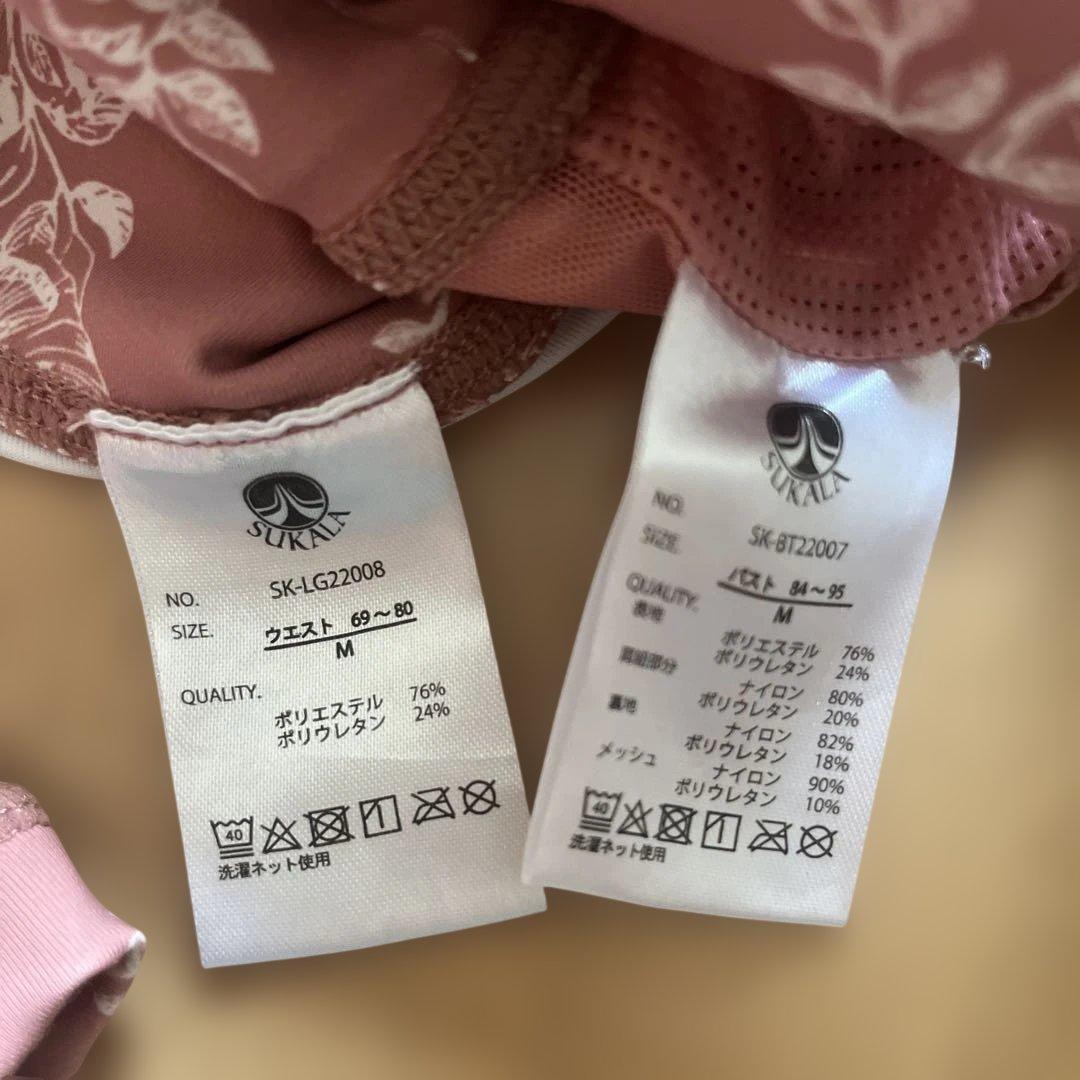 SUKALA
NO. SK-LG22008
SIZE. ウエスト 69～80
M
QUALITY.
ポリエステル 76%
ポリウレタン 24%
40
洗濯ネット使用
SUKALA
NO. SK-BT22007
SIZE. バスト 84～95
M
QUALITY.
ポリエステル 76%
ポリウレタン 24%
肩紐部分 ナイロン 80%
ポリウレタン 20%
裏地 ナイロン 82%
ポリウレタン 18%
メッシュ ナイロン 90%
ポリウレタン 10%
40
洗濯ネット使用